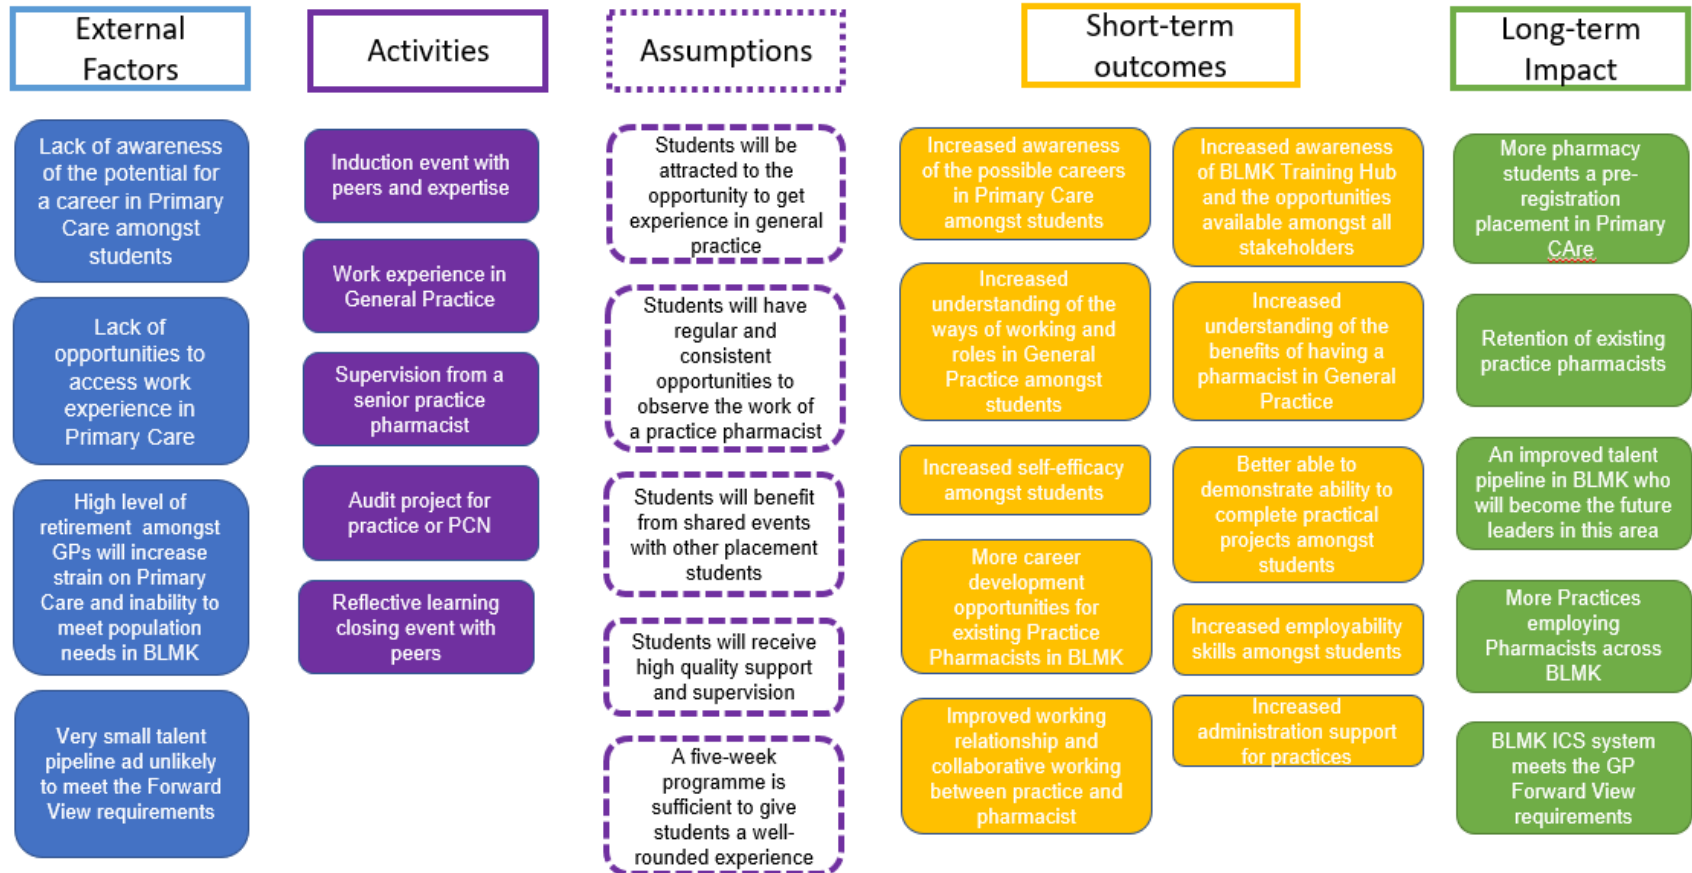 External
Factors
Lack of awareness
of the potential for
a career in Primary
Care amongst
students
Lack of
opportunities to
access work
experience in
Primary Care
High level of
retirement amongst
GPs will increase
strain on Primary
Care and inability to
meet population
needs in BLMK
Very small talent
pipeline ad unlikely
to meet the Forward
View requirements
Activities
Induction event with
peers and expertise
Work experience in
General Practice
Supervision from a
senior practice
pharmacist
Audit project for
practice or PCN
Reflective learning
closing event with
peers
Assumptions
Students will be
attracted to the
opportunity to get
experience in general
practice
Students will have
regular and
consistent
opportunities to
observe the work of
a practice pharmacist
Students will benefit
from shared events
with other placement
students
Students will receive
high quality support
and supervision
A five-week
programme is
sufficient to give
students a well-
rounded experience
Short-term
outcomes
Increased awareness
of the possible careers
in Primary Care
amongst students
Increased
understanding of the
ways of working and
roles in General
Practice amongst
students
Increased self-efficacy
amongst students
More career
development
opportunities for
existing Practice
Pharmacists in BLMK
Improved working
relationship and
collaborative working
between practice and
pharmacist
Increased awareness
of BLMK Training Hub
and the opportunities
available amongst all
stakeholders
Increased
understanding of the
benefits of having a
pharmacist in General
Practice
Better able to
demonstrate ability to
complete practical
projects amongst
students
Increased employability
skills amongst students
Increased
administration support
for practices
Long-term
Impact
More pharmacy
students a pre-
registration
placement in Primary
CAre
Retention of existing
practice pharmacists
An improved talent
pipeline in BLMK who
will become the future
leaders in this area
More Practices
employing
Pharmacists across
BLMK
BLMK ICS system
meets the GP
Forward View
requirements